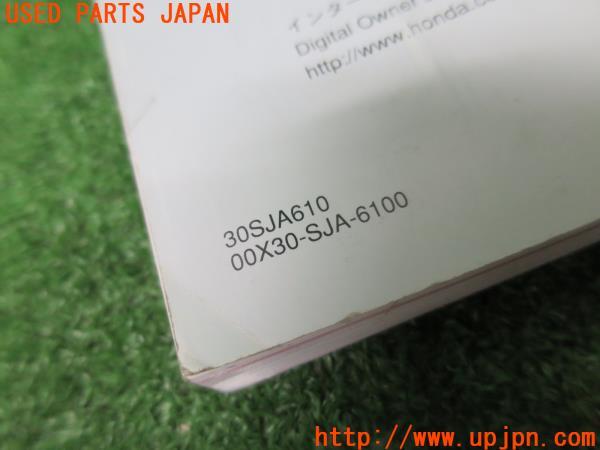 USED PARTS JAPAN
インター
Digital Owner
http://www.honda.co
30SJA610
00X30-SJA-6100
http://www.upjpn.com